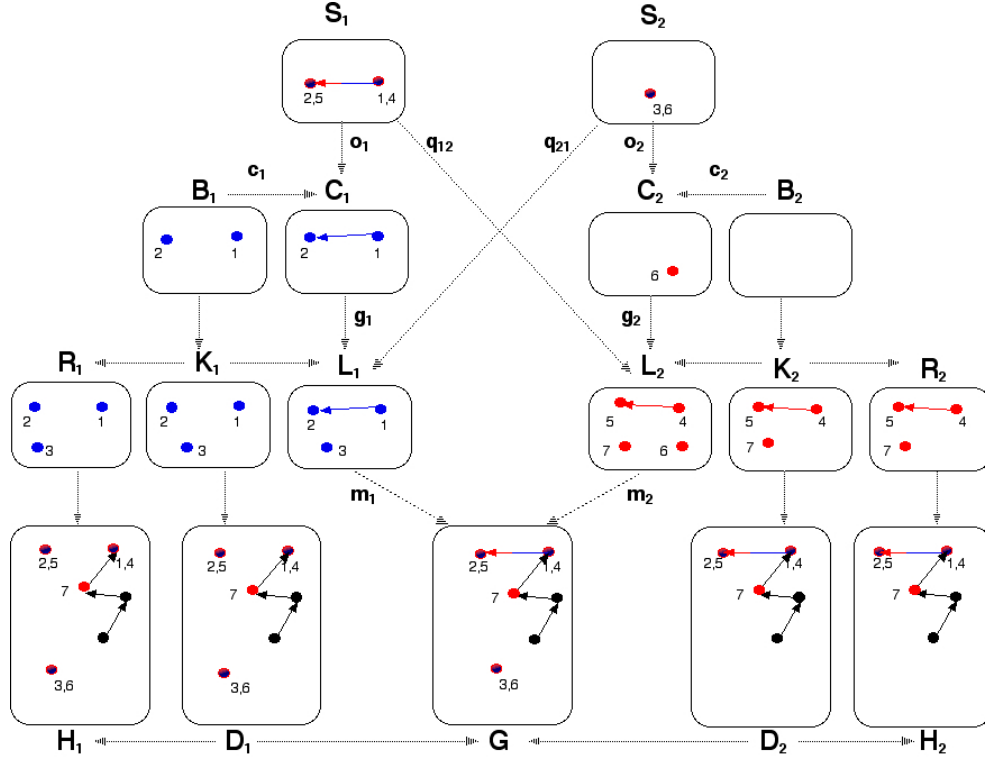 S₁ S₂
2,5 1,4
3,6
o₁ q₁₂ q₂₁ o₂
c₁ c₂
B₁ C₁ C₂ B₂
2 1 2 1
6
g₁ g₂
R₁ K₁ L₁ L₂ K₂ R₂
2 1 2 1 2 1 5 4 5 4 5 4
3 3 3 7 6 7 7
m₁ m₂
2,5 1,4 2,5 1,4 2,5 1,4 2,5 1,4 2,5 1,4
7 7 7 7 7
3,6 3,6 3,6
H₁ D₁ G D₂ H₂